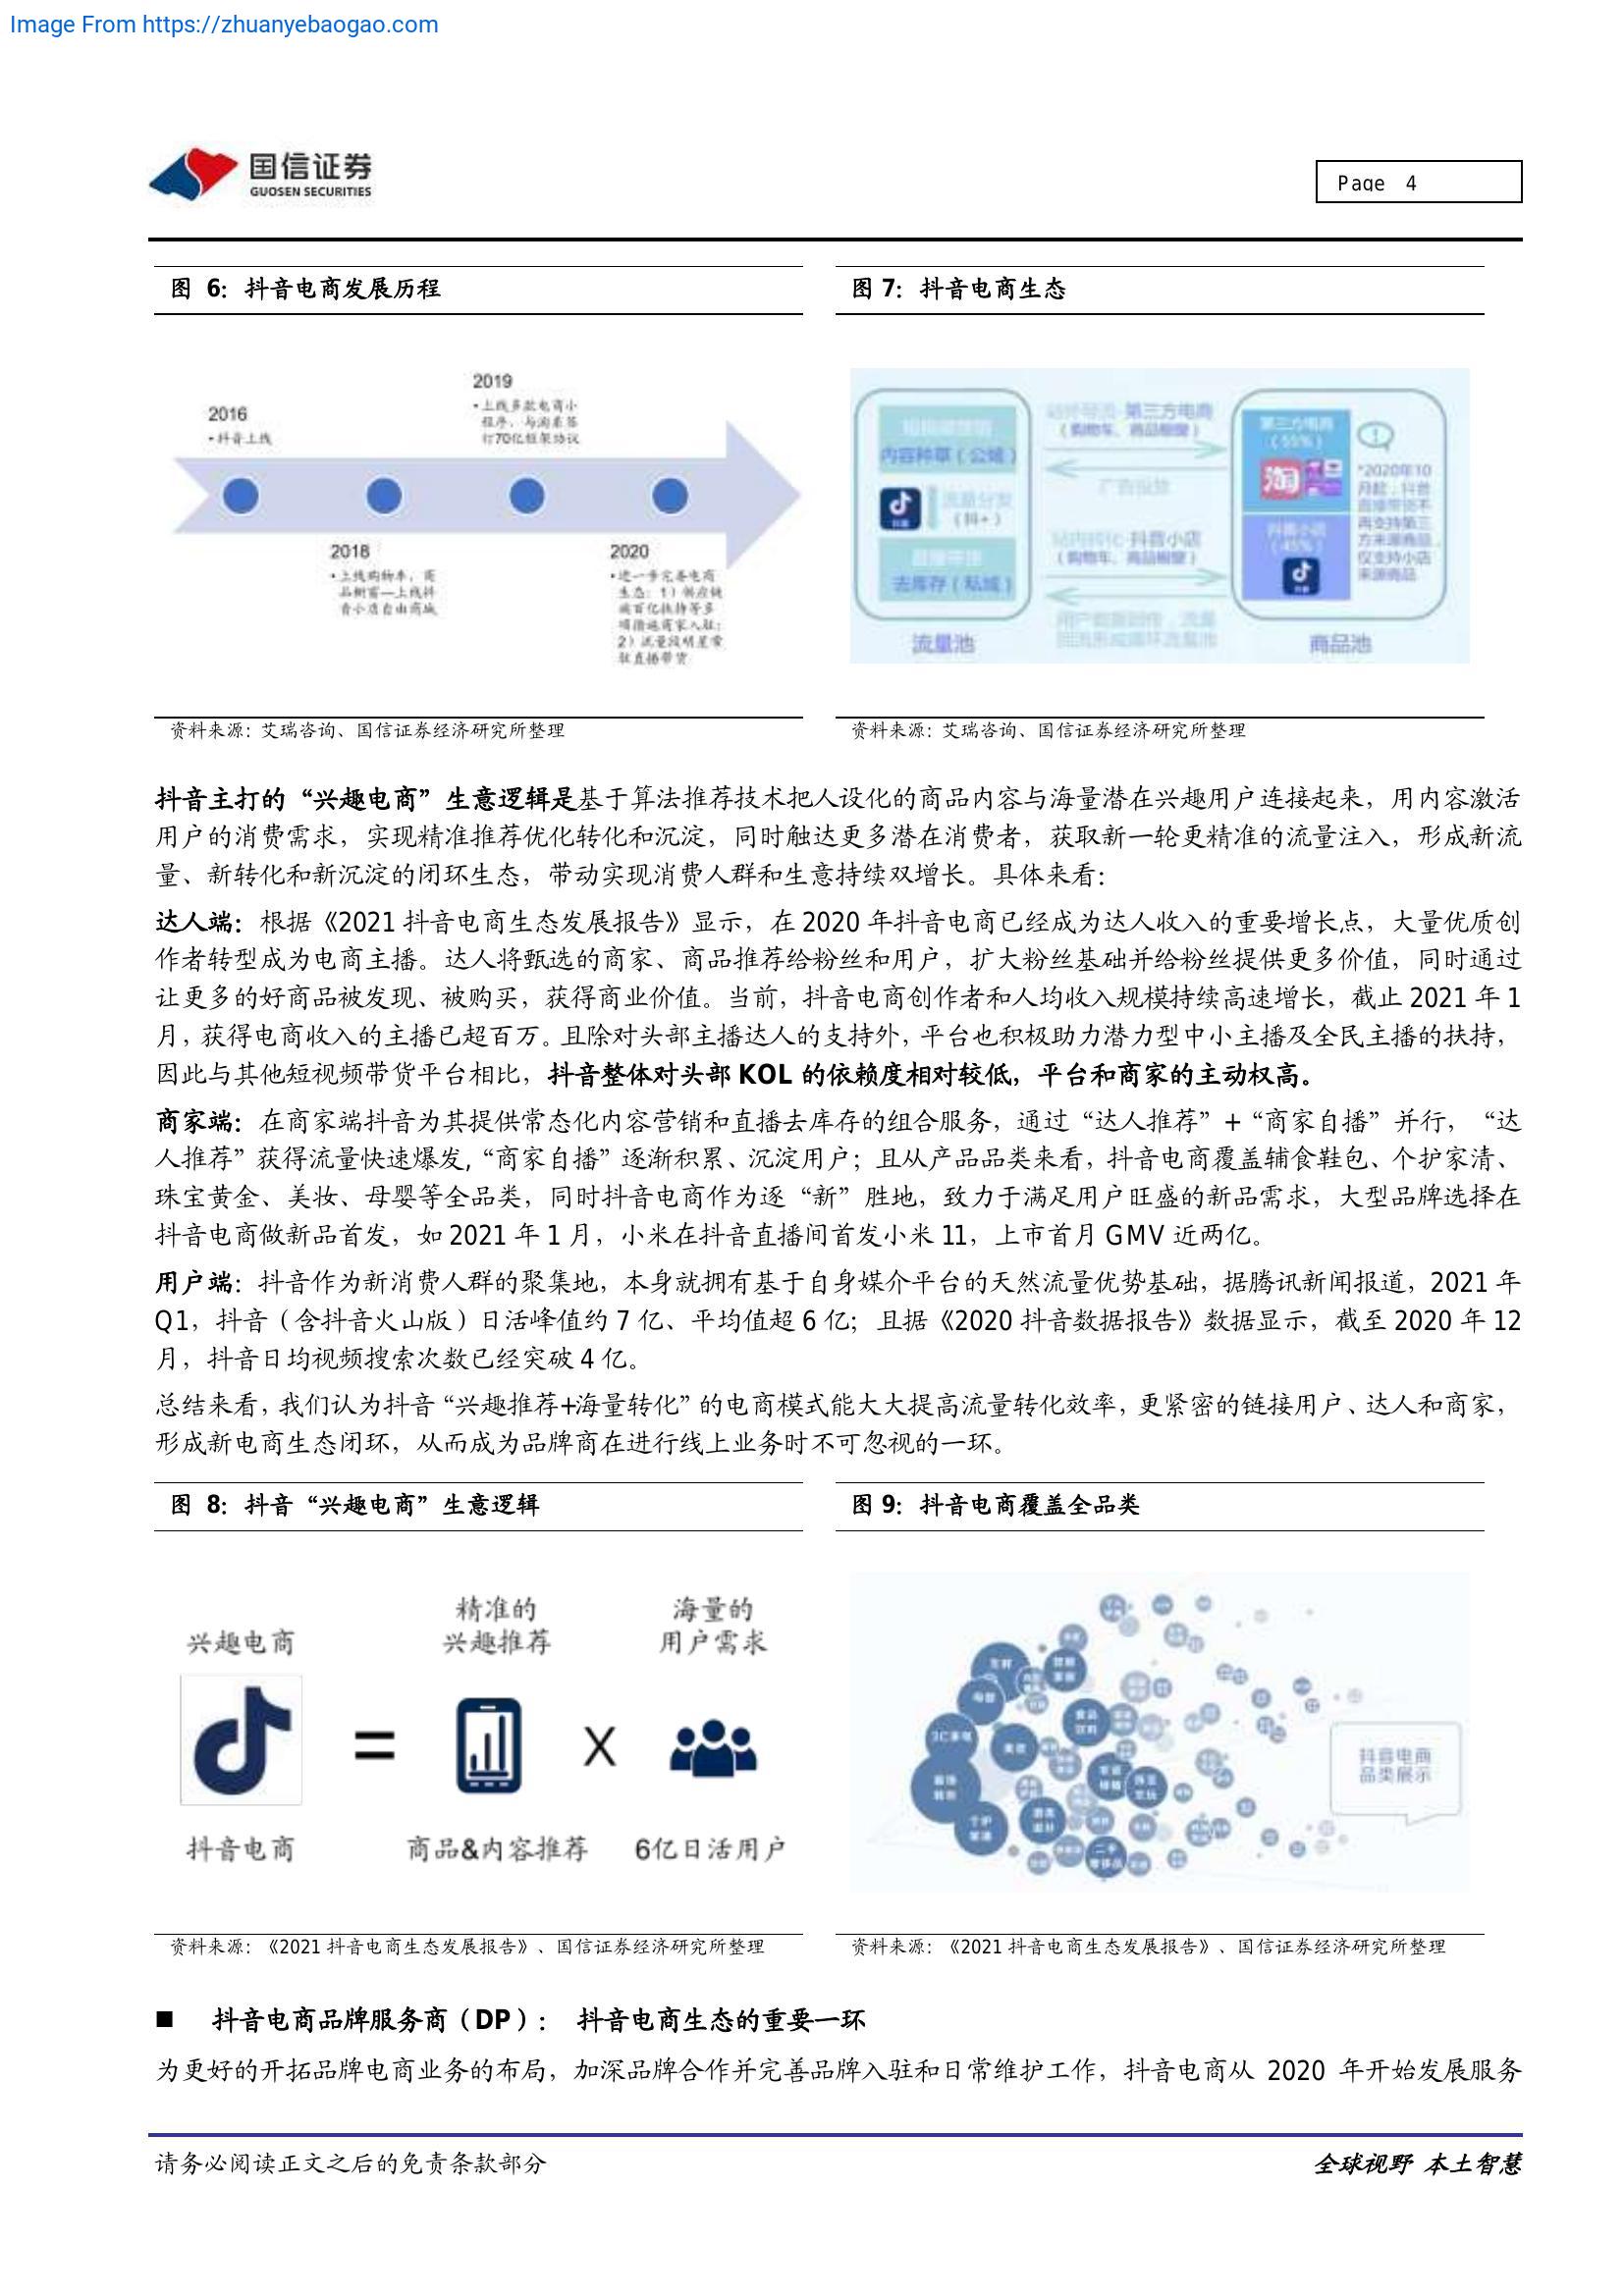 Image From https://zhuanyebaogao.com
国信证券
GUOSEN SECURITIES
Page 4
图 6：抖音电商发展历程
图 7：抖音电商生态
2019
•上线多款电商小
程序，与淘系签
订70亿框架协议
2016
•抖音上线
2018
•上线购物车，商
品橱窗—上线抖
音小店自由商城
2020
•进一步完善电商
生态：1）供应链
端百亿扶持等多
项措施商家入驻；
2）流量段明星常
驻直播带货
内容种草（公域）
流量分发
（抖+）
去库存（私域）
流量池
站外导流-第三方电商
（购物车、商品橱窗）
广告投放
站内转化-抖音小店
（购物车、商品橱窗）
第三方电商
（55%）
淘
抖音小店
（45%）
*2020年10
月起，抖音
直播带货不
再支持第三
方来源商品，
仅支持小店
来源商品
商品池
资料来源：艾瑞咨询、国信证券经济研究所整理
资料来源：艾瑞咨询、国信证券经济研究所整理
抖音主打的“兴趣电商”生意逻辑是基于算法推荐技术把人设化的商品内容与海量潜在兴趣用户连接起来，用内容激活
用户的消费需求，实现精准推荐优化转化和沉淀，同时触达更多潜在消费者，获取新一轮更精准的流量注入，形成新流
量、新转化和新沉淀的闭环生态，带动实现消费人群和生意持续双增长。具体来看：
达人端：根据《2021 抖音电商生态发展报告》显示，在 2020 年抖音电商已经成为达人收入的重要增长点，大量优质创
作者转型成为电商主播。达人将甄选的商家、商品推荐给粉丝和用户，扩大粉丝基础并给粉丝提供更多价值，同时通过
让更多的好商品被发现、被购买，获得商业价值。当前，抖音电商创作者和人均收入规模持续高速增长，截止 2021 年 1
月，获得电商收入的主播已超百万。且除对头部主播达人的支持外，平台也积极助力潜力型中小主播及全民主播的扶持，
因此与其他短视频带货平台相比，抖音整体对头部 KOL 的依赖度相对较低，平台和商家的主动权高。
商家端：在商家端抖音为其提供常态化内容营销和直播去库存的组合服务，通过“达人推荐”+“商家自播”并行，“达
人推荐”获得流量快速爆发，“商家自播”逐渐积累、沉淀用户；且从产品品类来看，抖音电商覆盖辅食鞋包、个护家清、
珠宝黄金、美妆、母婴等全品类，同时抖音电商作为逐“新”胜地，致力于满足用户旺盛的新品需求，大型品牌选择在
抖音电商做新品首发，如 2021 年 1 月，小米在抖音直播间首发小米 11，上市首月 GMV 近两亿。
用户端：抖音作为新消费人群的聚集地，本身就拥有基于自身媒介平台的天然流量优势基础，据腾讯新闻报道，2021 年
Q1，抖音（含抖音火山版）日活峰值约 7 亿、平均值超 6 亿；且据《2020 抖音数据报告》数据显示，截至 2020 年 12
月，抖音日均视频搜索次数已经突破 4 亿。
总结来看，我们认为抖音“兴趣推荐+海量转化”的电商模式能大大提高流量转化效率，更紧密的链接用户、达人和商家，
形成新电商生态闭环，从而成为品牌商在进行线上业务时不可忽视的一环。
图 8：抖音“兴趣电商”生意逻辑
图 9：抖音电商覆盖全品类
兴趣电商
精准的
兴趣推荐
海量的
用户需求
=
X
抖音电商
商品&内容推荐
6亿日活用户
生鲜
母婴
3C家电
美妆
食品
饮料
个护
家清
二手
奢侈品
抖音电商
品类展示
资料来源：《2021 抖音电商生态发展报告》、国信证券经济研究所整理
资料来源：《2021 抖音电商生态发展报告》、国信证券经济研究所整理
■ 抖音电商品牌服务商（DP）： 抖音电商生态的重要一环
为更好的开拓品牌电商业务的布局，加深品牌合作并完善品牌入驻和日常维护工作，抖音电商从 2020 年开始发展服务
请务必阅读正文之后的免责条款部分
全球视野 本土智慧